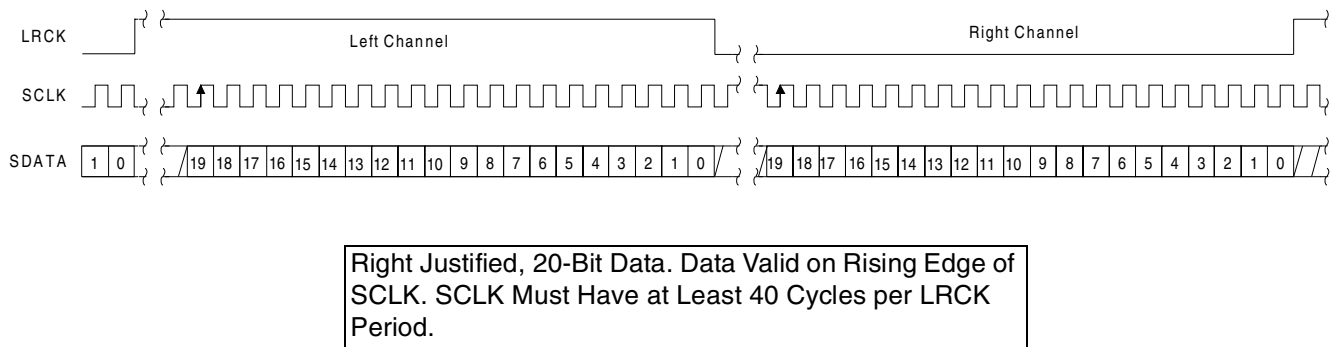 LRCK Left Channel Right Channel
SCLK
SDATA 1 0 19 18 17 16 15 14 13 12 11 10 9 8 7 6 5 4 3 2 1 0 19 18 17 16 15 14 13 12 11 10 9 8 7 6 5 4 3 2 1 0
Right Justified, 20-Bit Data. Data Valid on Rising Edge of
SCLK. SCLK Must Have at Least 40 Cycles per LRCK
Period.